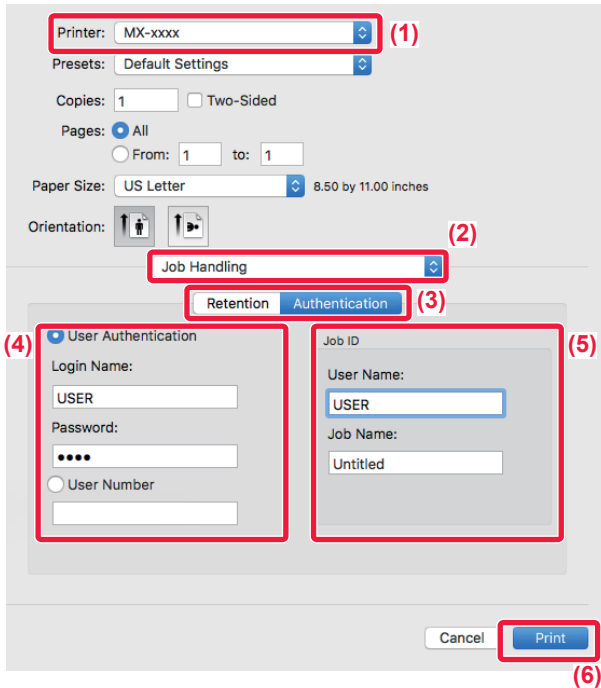 Printer: MX-xxxx (1)
Presets: Default Settings
Copies: 1 Two-Sided
Pages: All
From: 1 to: 1
Paper Size: US Letter 8.50 by 11.00 inches
Orientation:
(2)
Job Handling
Retention Authentication (3)
(4)
User Authentication
Login Name:
USER
Password:
••••
User Number
(5)
Job ID
User Name:
USER
Job Name:
Untitled
Cancel Print
(6)